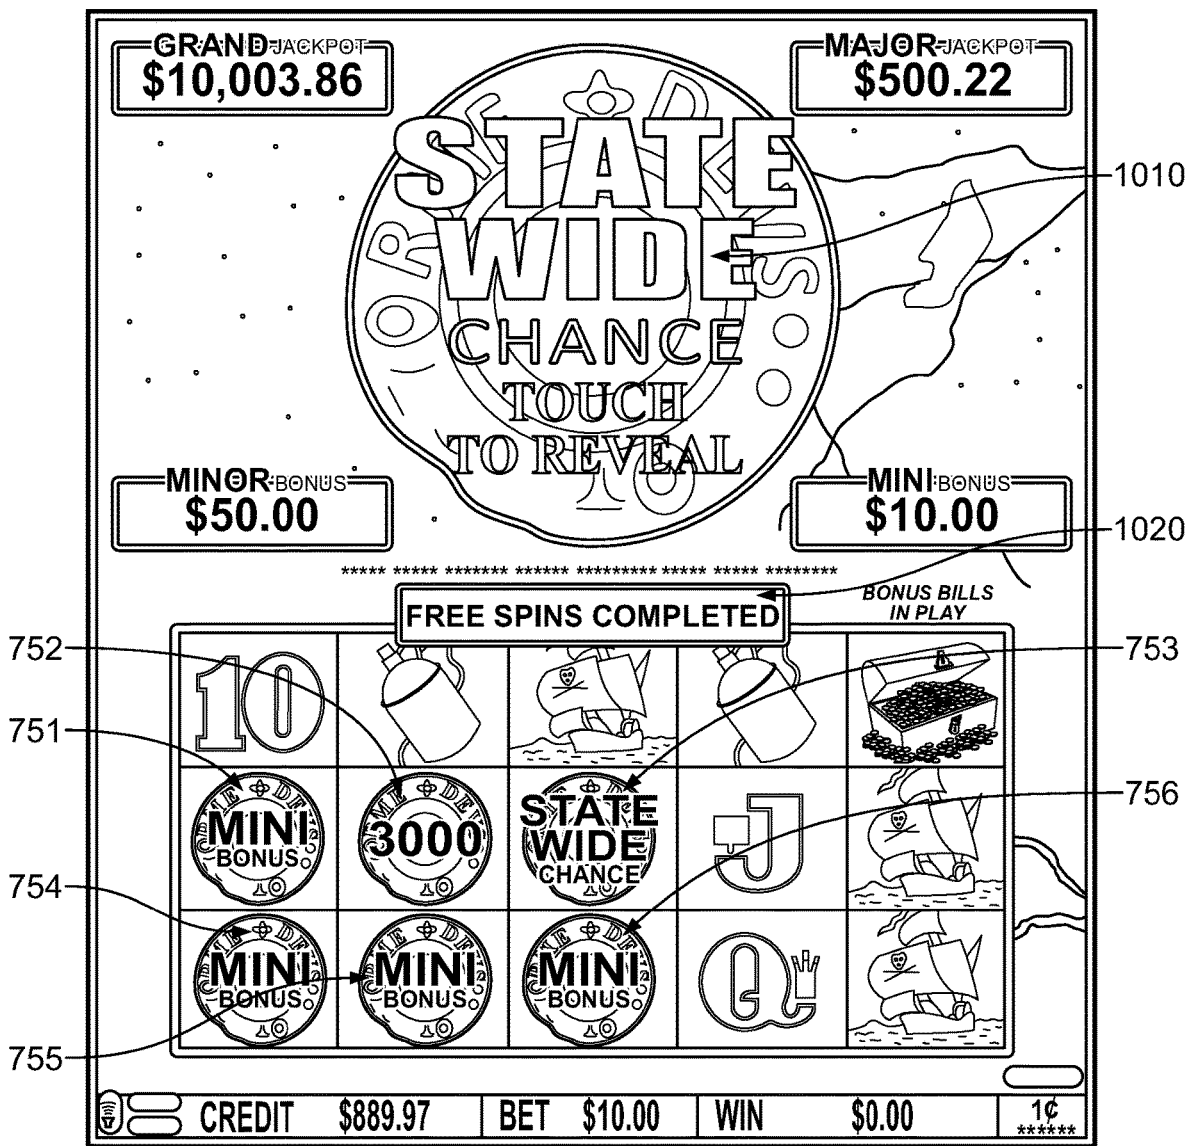 GRAND JACKPOT
$10,003.86
MAJOR JACKPOT
$500.22
STATE
WIDE
CHANCE
TOUCH
TO REVEAL
1010
MINOR BONUS
$50.00
MINI BONUS
$10.00
1020
***** ***** ******* ****** ********* ***** ***** ********
FREE SPINS COMPLETED
BONUS BILLS
IN PLAY
752
753
10
751
756
MINI
BONUS
3000
STATE
WIDE
CHANCE
J
754
MINI
BONUS
MINI
BONUS
MINI
BONUS
Q
755
CREDIT $889.97 BET $10.00 WIN $0.00 1¢
******